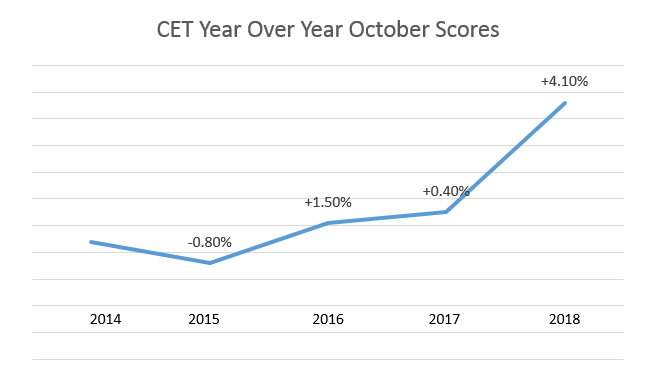 CET Year Over Year October Scores
+4.10%
+0.40%
+1.50%
-0.80%
2014 2015 2016 2017 2018